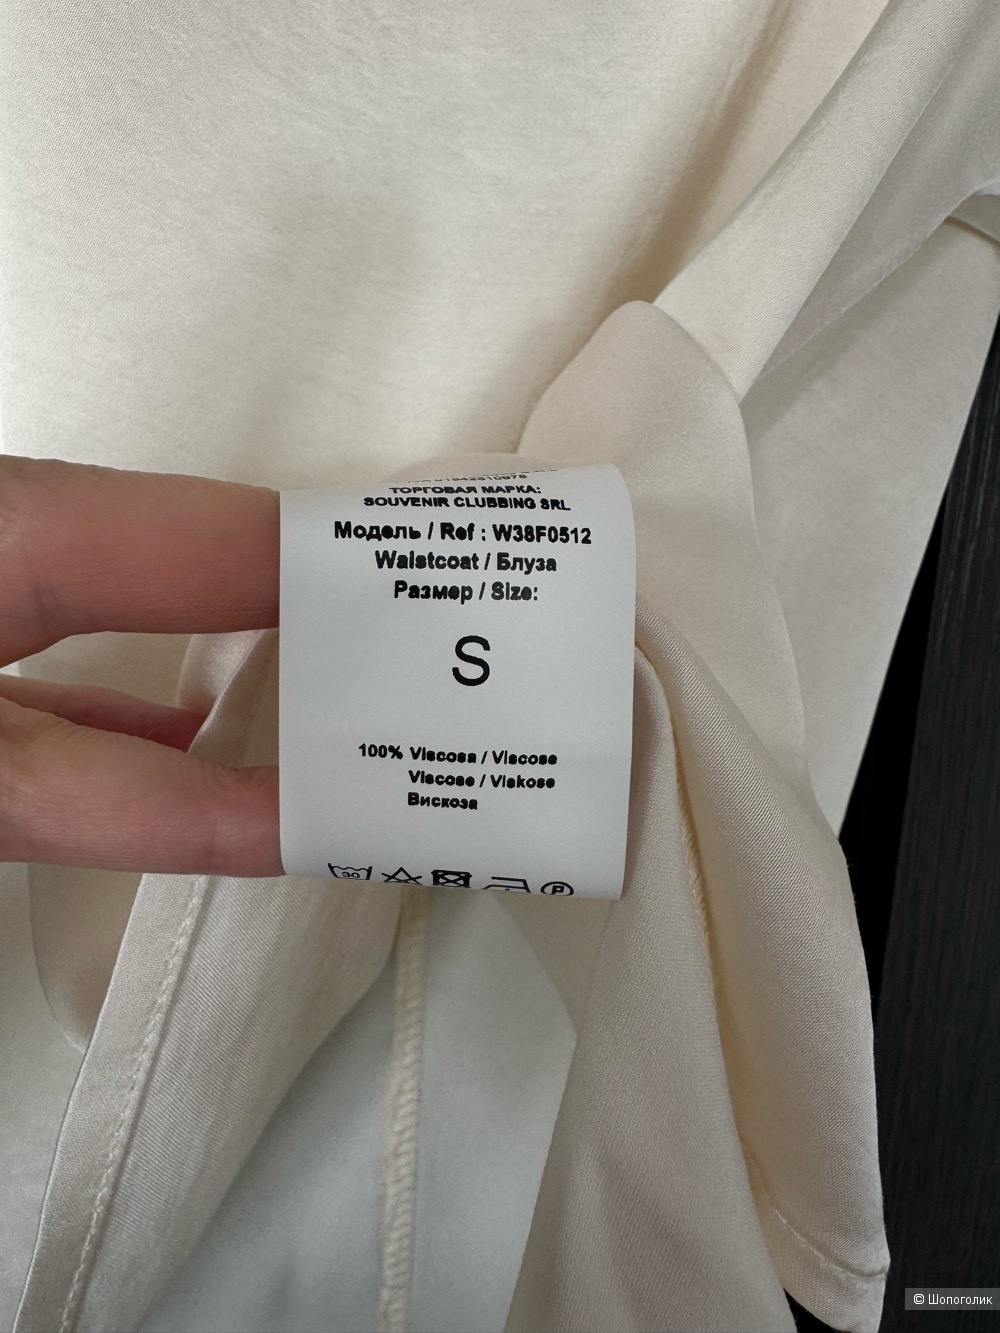 ТОРГОВАЯ МАРКА:
SOUVENIR CLUBBING SRL
Модель / Ref : W38F0512
Waistcoat / Блуза
Размер / Size:
S
100% Viscosa / Viscose
Viscose / Viskose
Вискоза
30
P
© Шопоголик